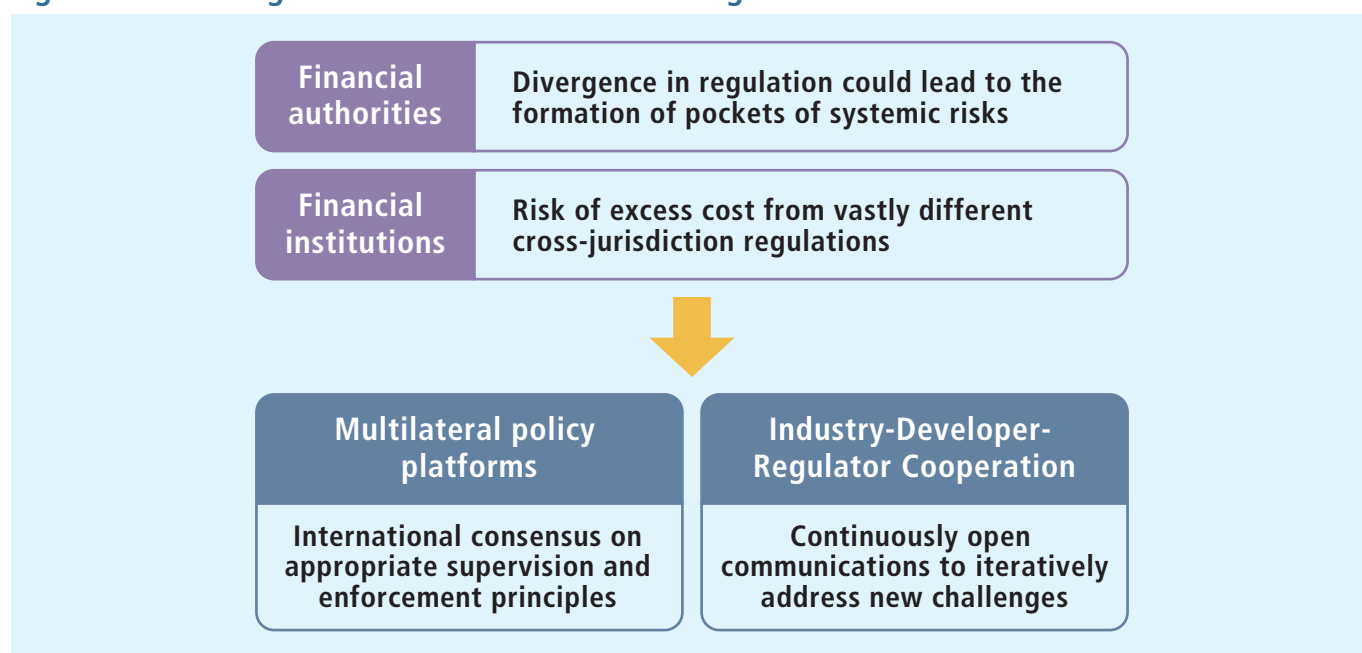 Financial
authorities
Divergence in regulation could lead to the
formation of pockets of systemic risks
Financial
institutions
Risk of excess cost from vastly different
cross-jurisdiction regulations
Multilateral policy
platforms
Industry-Developer-
Regulator Cooperation
International consensus on
appropriate supervision and
enforcement principles
Continuously open
communications to iteratively
address new challenges